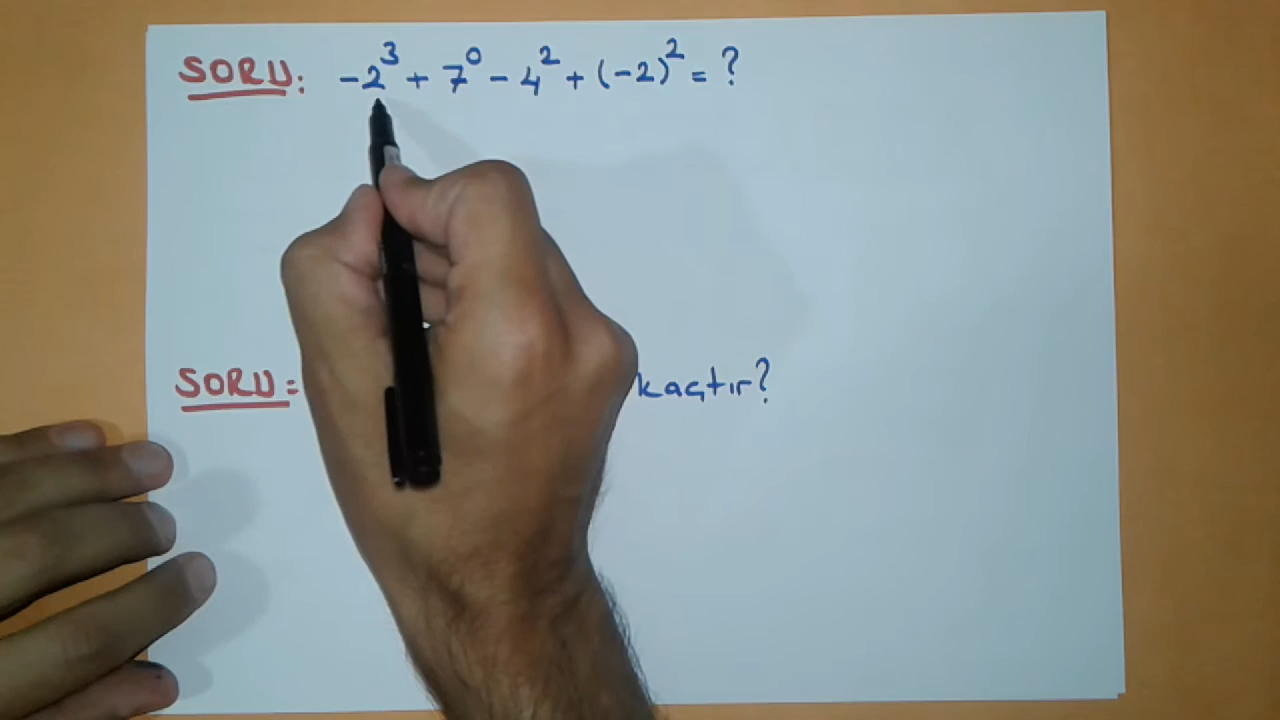 SORU: -2³ + 7⁰ - 4² + (-2)² = ?
SORU = kaçtır?